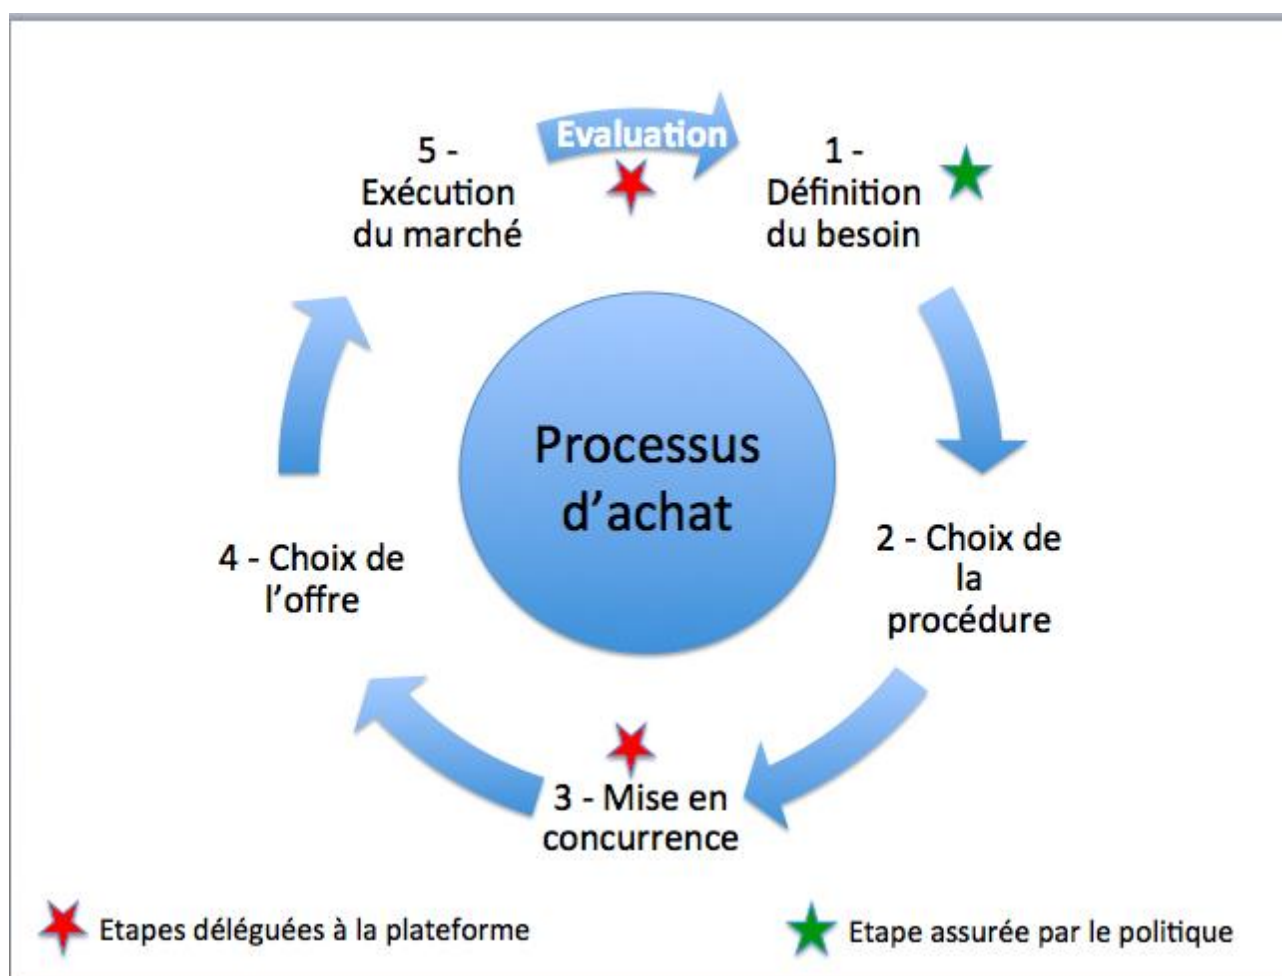 Evaluation
1 -
Définition
du besoin
2 - Choix de
la
procédure
3 - Mise en
concurrence
4 - Choix de
l’offre
5 -
Exécution
du marché
Processus
d’achat
Etapes déléguées à la plateforme
Etape assurée par le politique